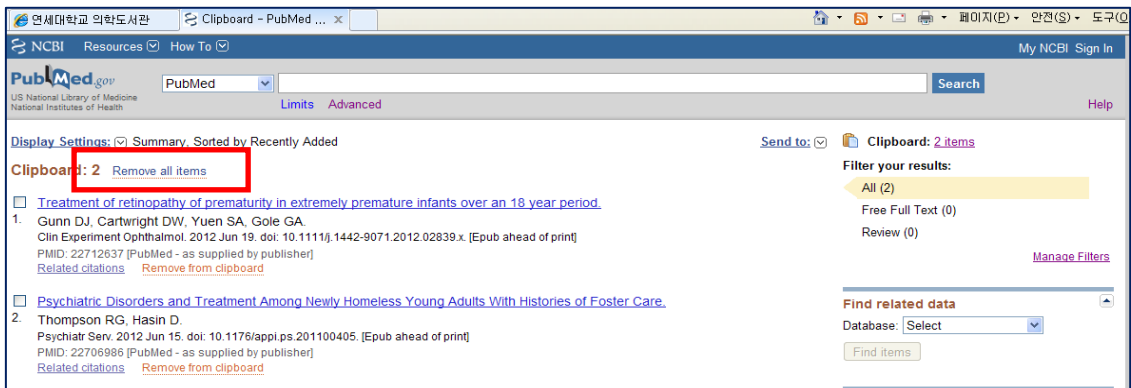 연세대학교 의학도서관
Clipboard - PubMed ... x
페이지(P) 안전(S) 도구(O
NCBI Resources How To
My NCBI Sign In
PubMed.gov
US National Library of Medicine
National Institutes of Health
PubMed
Search
Limits Advanced
Help
Display Settings: Summary, Sorted by Recently Added
Send to:
Clipboard: 2 Remove all items
Treatment of retinopathy of prematurity in extremely premature infants over an 18 year period.
1. Gunn DJ, Cartwright DW, Yuen SA, Gole GA.
Clin Experiment Ophthalmol. 2012 Jun 19. doi: 10.1111/j.1442-9071.2012.02839.x. [Epub ahead of print]
PMID: 22712637 [PubMed - as supplied by publisher]
Related citations Remove from clipboard
Psychiatric Disorders and Treatment Among Newly Homeless Young Adults With Histories of Foster Care.
2. Thompson RG, Hasin D.
Psychiatr Serv. 2012 Jun 15. doi: 10.1176/appi.ps.201100405. [Epub ahead of print]
PMID: 22706986 [PubMed - as supplied by publisher]
Related citations Remove from clipboard
Clipboard: 2 items
Filter your results:
All (2)
Free Full Text (0)
Review (0)
Manage Filters
Find related data
Database: Select
Find items